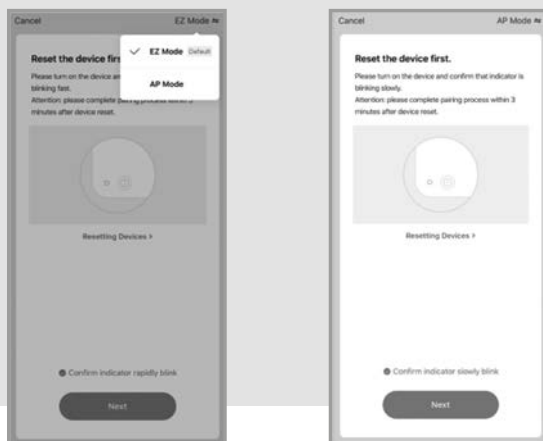 Cancel
EZ Mode ⇋
EZ Mode Default
AP Mode
Reset the device firs
Please turn on the device an
blinking fast.
Attention: please complete pairing process within 3
minutes after device reset.
Resetting Devices >
Confirm indicator rapidly blink
Next
Cancel
AP Mode ⇋
Reset the device first.
Please turn on the device and confirm that indicator is
blinking slowly.
Attention: please complete pairing process within 3
minutes after device reset.
Resetting Devices >
Confirm indicator slowly blink
Next